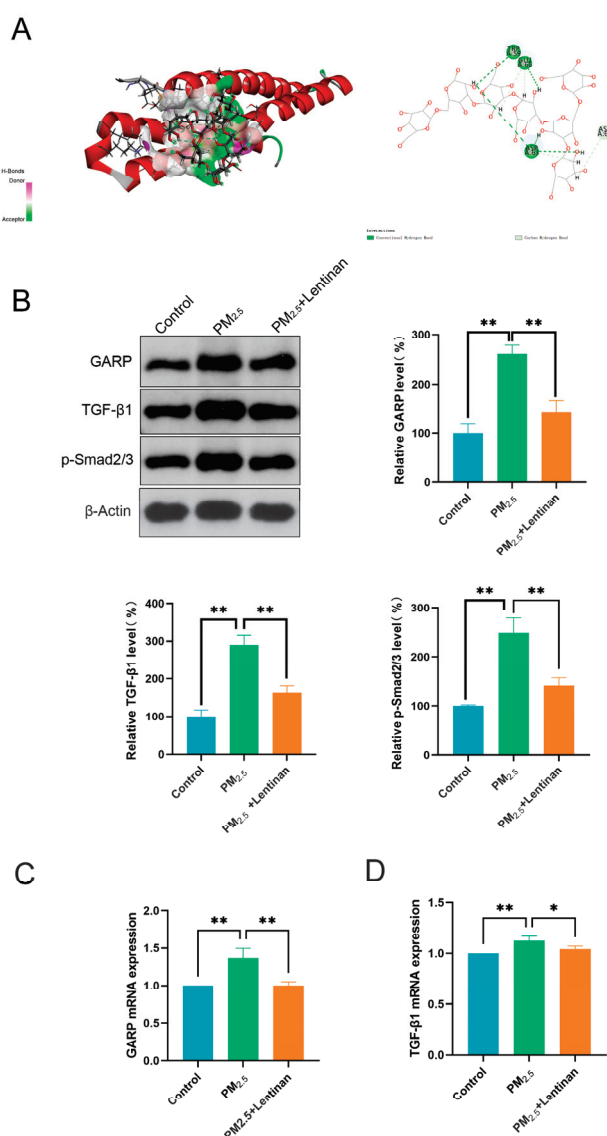 A
H-Bonds
Donor
Acceptor
Interactions
Conventional Hydrogen Bond
Carbon Hydrogen Bond
B
Control
PM2.5
PM2.5+Lentinan
GARP
TGF-β1
p-Smad2/3
β-Actin
Relative GARP level( %)
300
200
100
0
** **
Control
PM2.5
PM2.5+Lentinan
Relative TGF-β1 level( %)
400
300
200
100
0
** **
Control
PM2.5
PM2.5 +Lentinan
Relative p-Smad2/3 level( %)
300
200
100
0
** **
Control
PM2.5
PM2.5+Lentinan
C
GARP mRNA expression
2.0
1.5
1.0
0.5
0.0
** **
Control
PM2.5
PM2.5+Lentinan
D
TGF-β1 mRNA expression
1.5
1.0
0.5
0.0
** *
Control
PM2.5
PM2.5+Lentinan